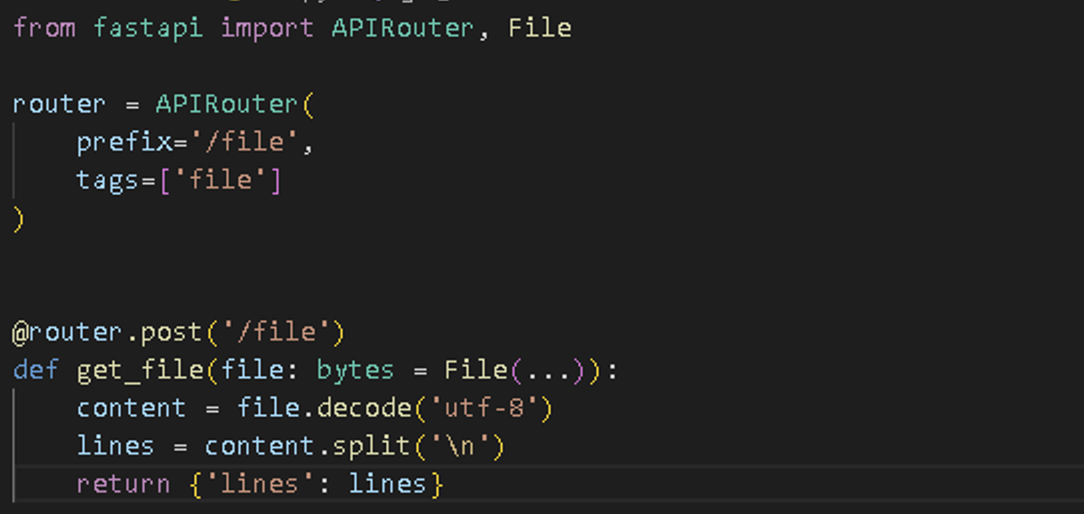 from fastapi import APIRouter, File
router = APIRouter(
    prefix='/file',
    tags=['file']
)
@router.post('/file')
def get_file(file: bytes = File(...)):
    content = file.decode('utf-8')
    lines = content.split('\n')
    return {'lines': lines}